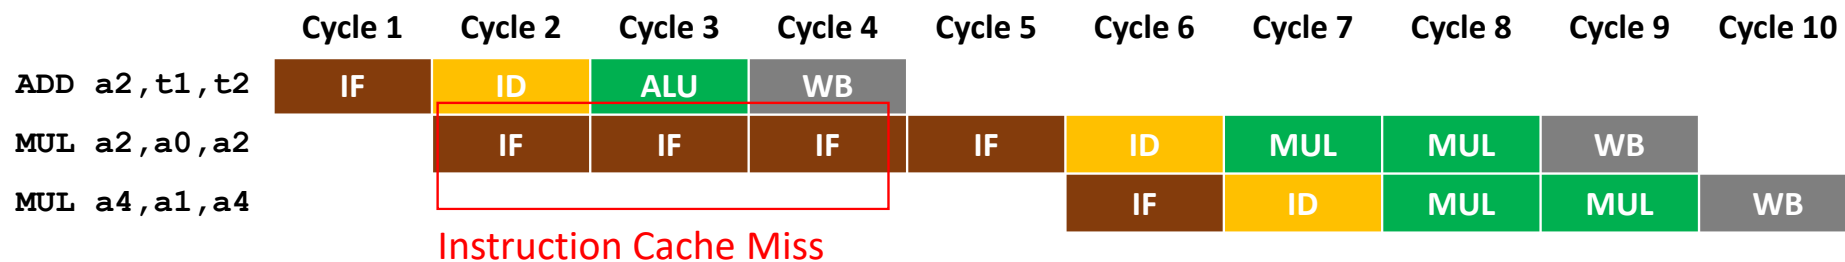 Cycle 1 Cycle 2 Cycle 3 Cycle 4 Cycle 5 Cycle 6 Cycle 7 Cycle 8 Cycle 9 Cycle 10
ADD a2,t1,t2 IF ID ALU WB
MUL a2,a0,a2 IF IF IF IF ID MUL MUL WB
MUL a4,a1,a4 IF ID MUL MUL WB
Instruction Cache Miss